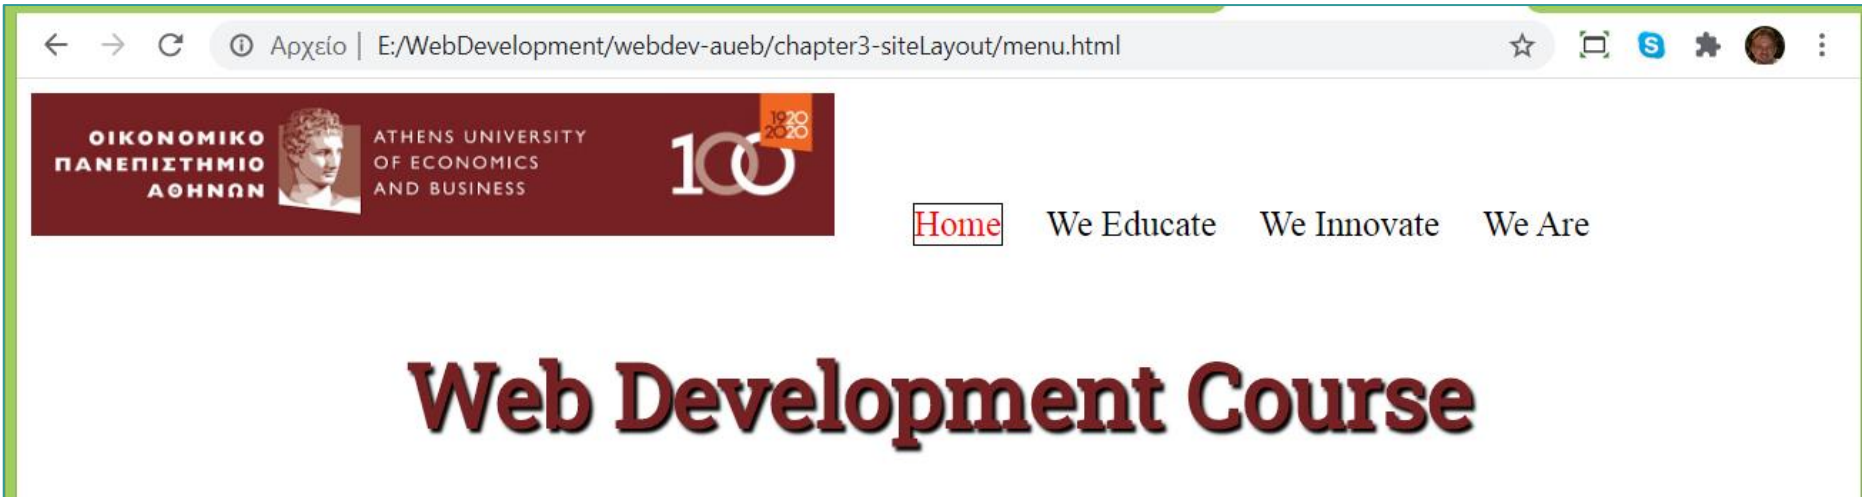 Αρχείο | E:/WebDevelopment/webdev-aueb/chapter3-siteLayout/menu.html
ΟΙΚΟΝΟΜΙΚΟ
ΠΑΝΕΠΙΣΤΗΜΙΟ
ΑΘΗΝΩΝ
ATHENS UNIVERSITY
OF ECONOMICS
AND BUSINESS
100
1920
2020
Home We Educate We Innovate We Are
Web Development Course